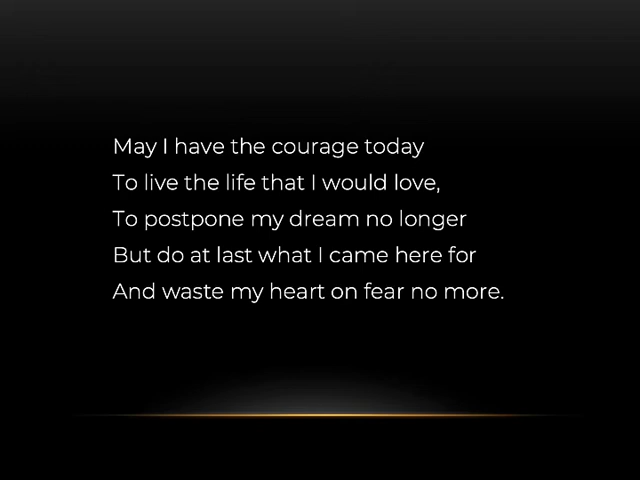 May I have the courage today
To live the life that I would love,
To postpone my dream no longer
But do at last what I came here for
And waste my heart on fear no more.